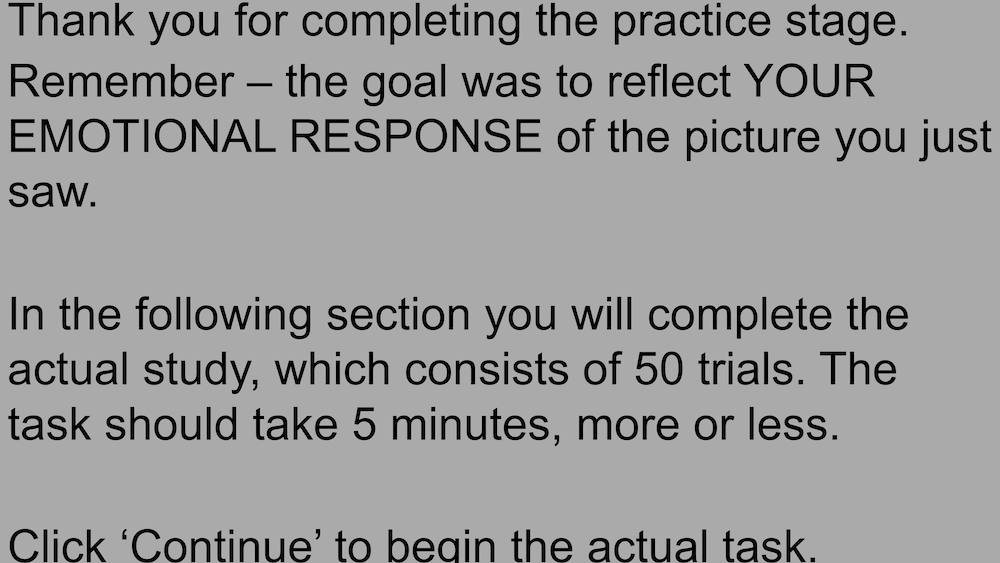 Thank you for completing the practice stage.
Remember – the goal was to reflect YOUR
EMOTIONAL RESPONSE of the picture you just
saw.
In the following section you will complete the
actual study, which consists of 50 trials. The
task should take 5 minutes, more or less.
Click ‘Continue’ to begin the actual task.